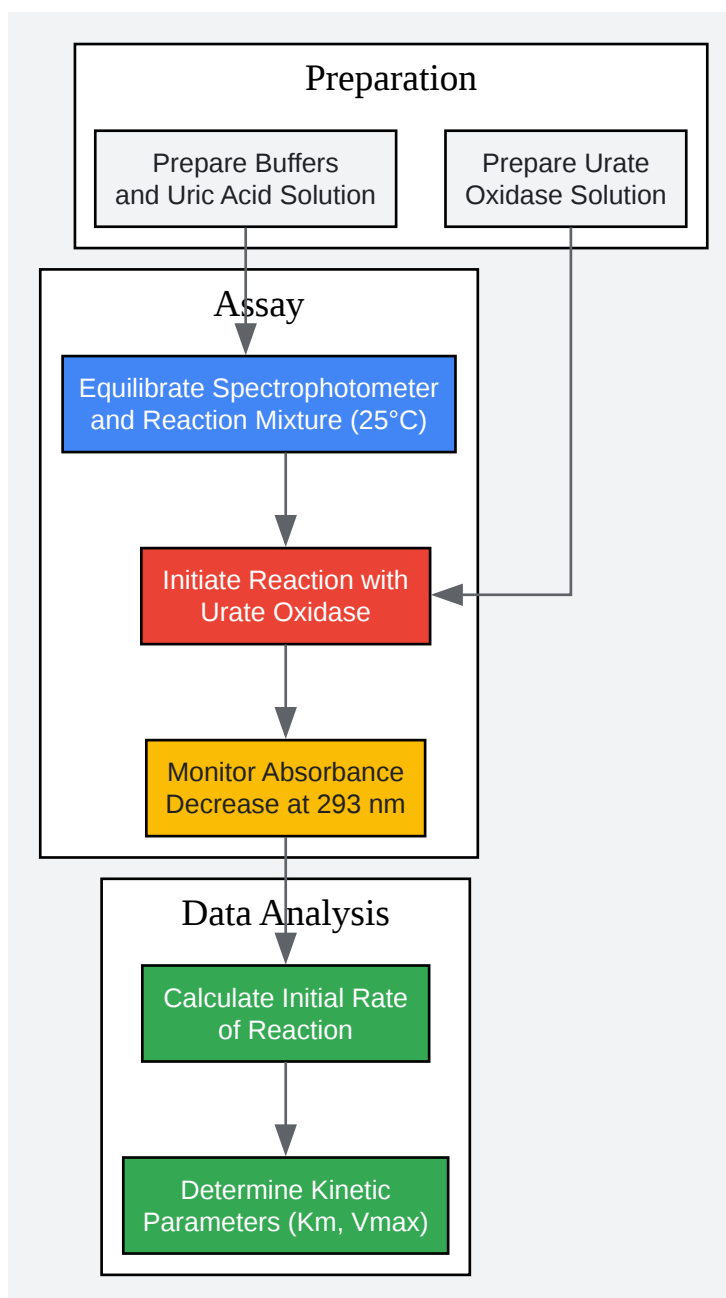 Preparation
Prepare Buffers
and Uric Acid Solution
Prepare Urate
Oxidase Solution
Assay
Equilibrate Spectrophotometer
and Reaction Mixture (25°C)
Initiate Reaction with
Urate Oxidase
Monitor Absorbance
Decrease at 293 nm
Data Analysis
Calculate Initial Rate
of Reaction
Determine Kinetic
Parameters (Km, Vmax)